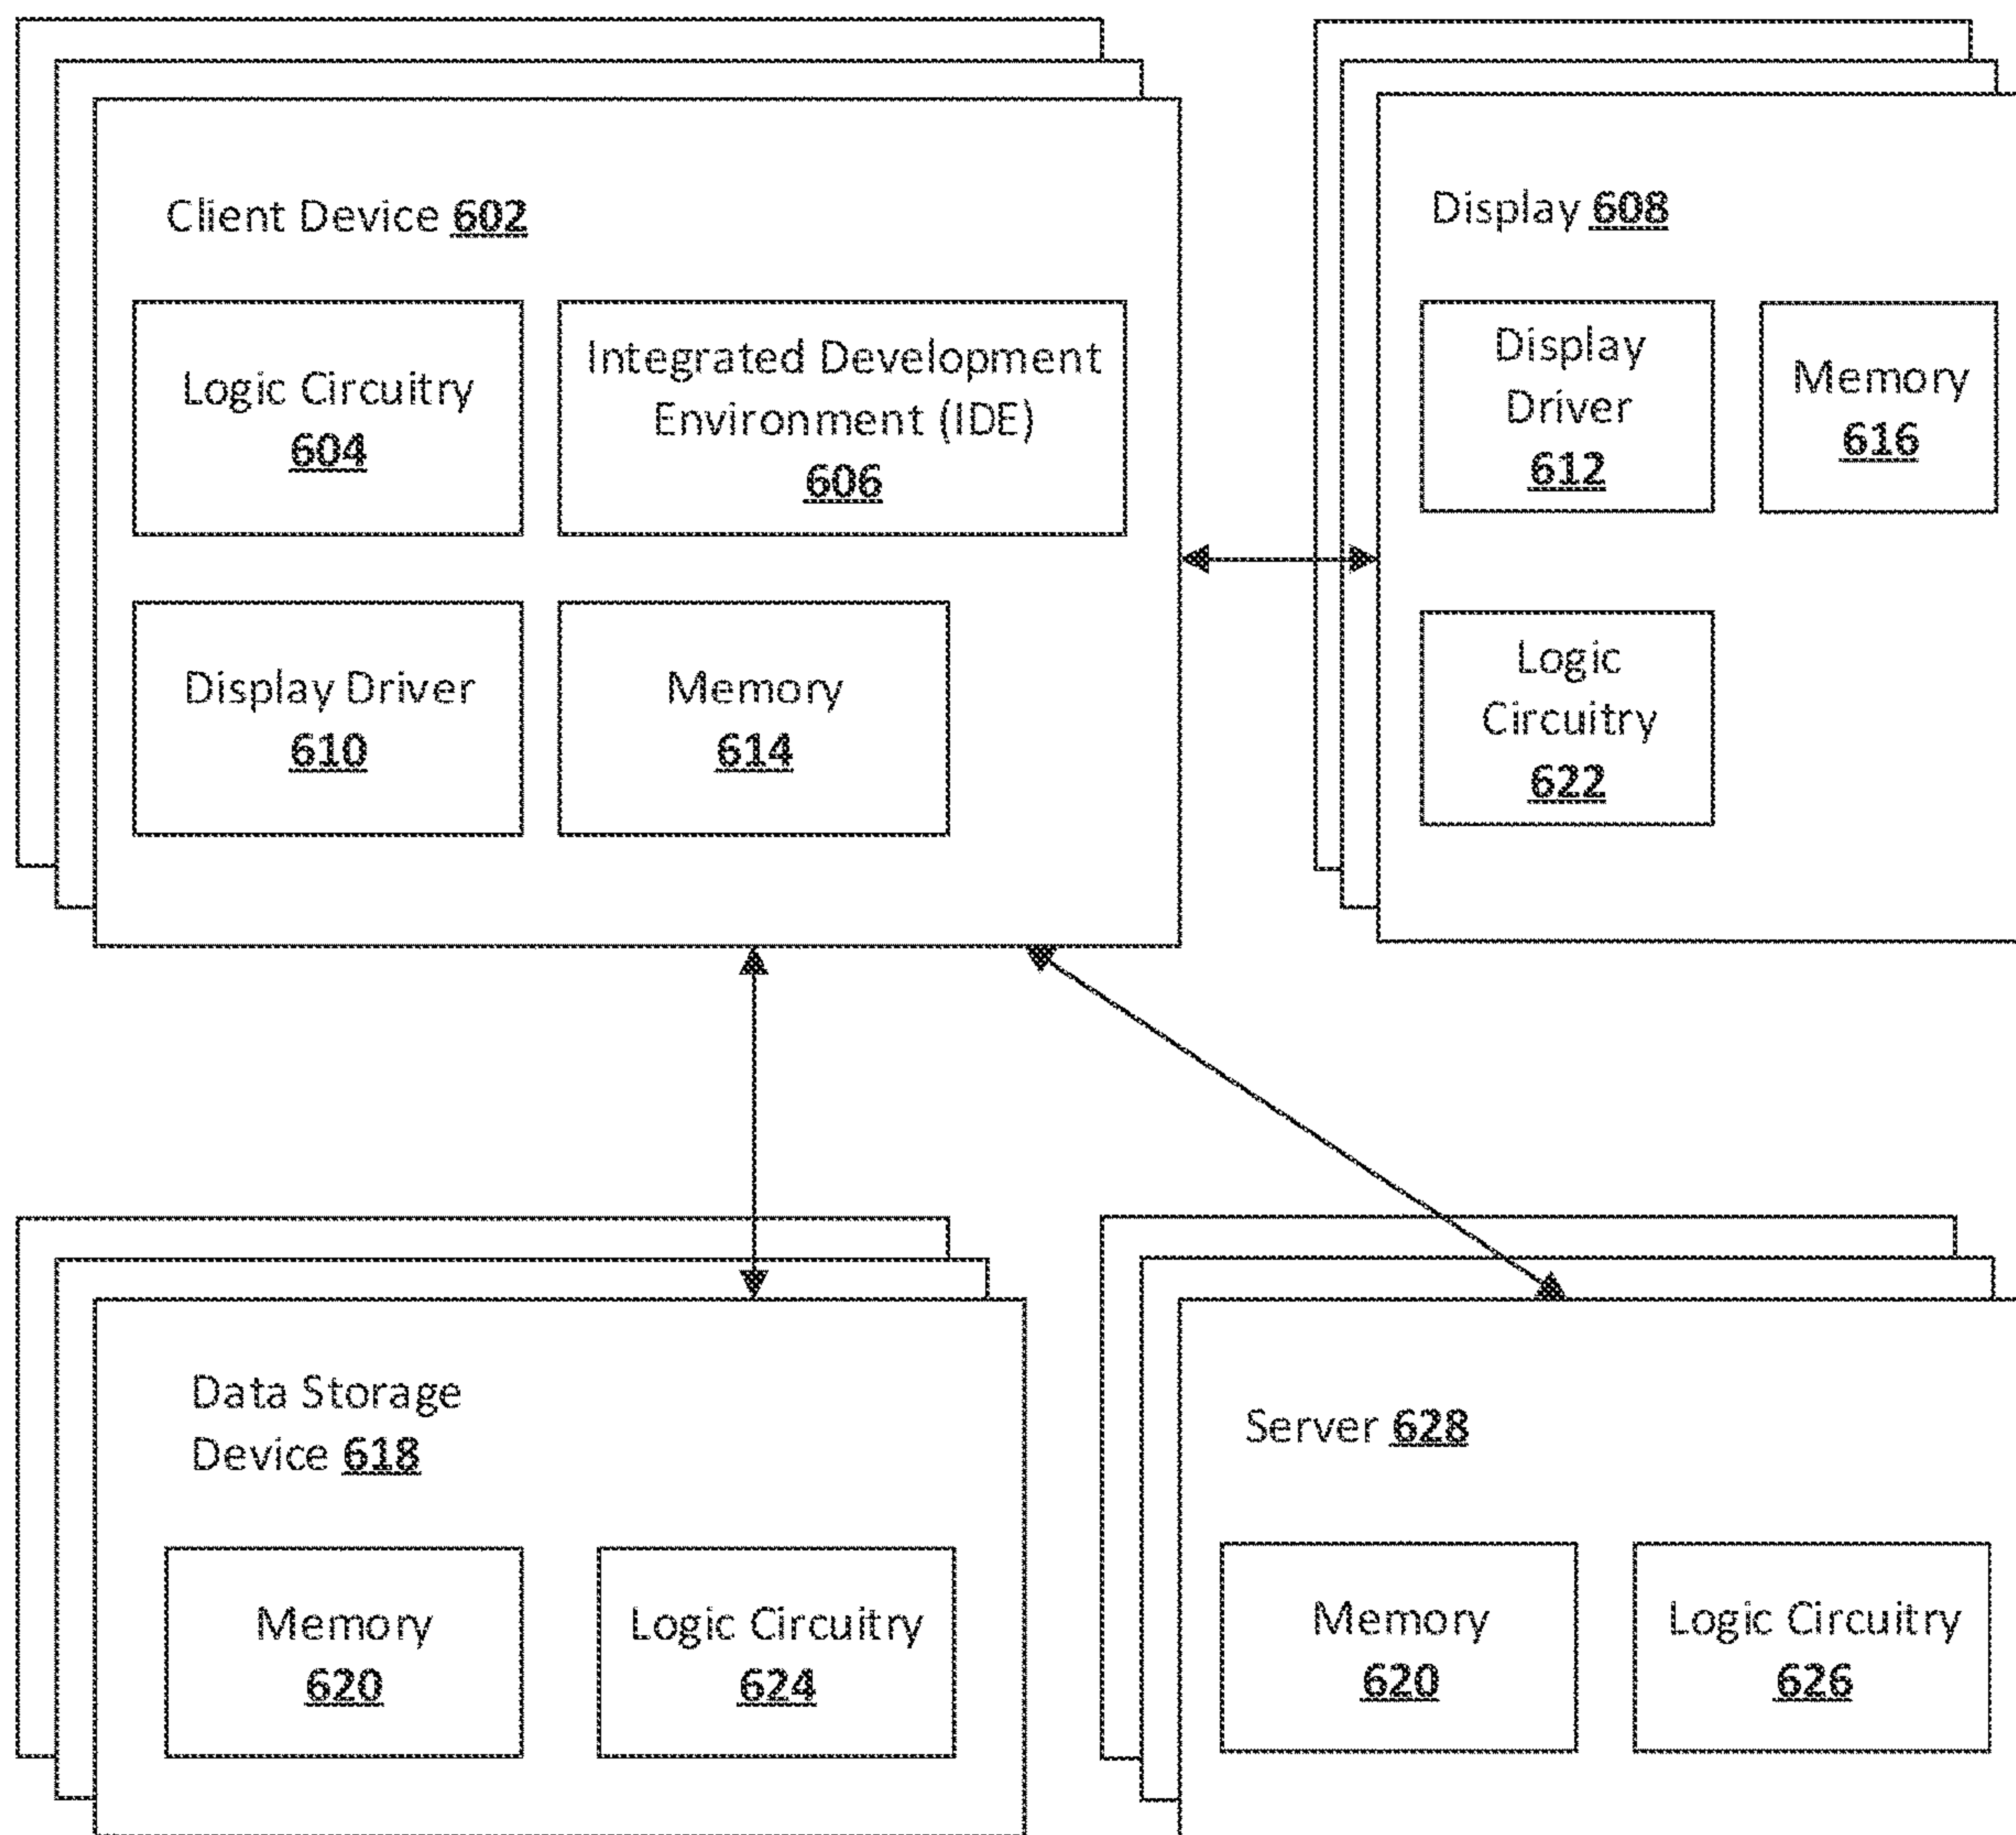 Client Device 602
Logic Circuitry
604
Integrated Development
Environment (IDE)
606
Display Driver
610
Memory
614
Display 608
Display
Driver
612
Memory
616
Logic
Circuitry
622
Data Storage
Device 618
Memory
620
Logic Circuitry
624
Server 628
Memory
620
Logic Circuitry
626